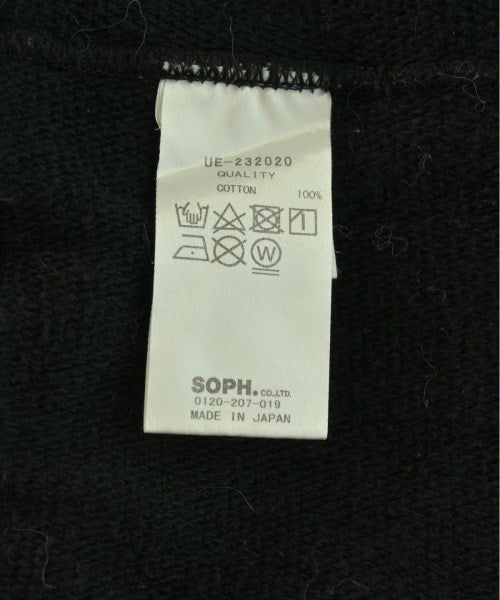 UE-232020
QUALITY
COTTON 100%
W
SOPH. CO.,LTD.
0120-207-019
MADE IN JAPAN